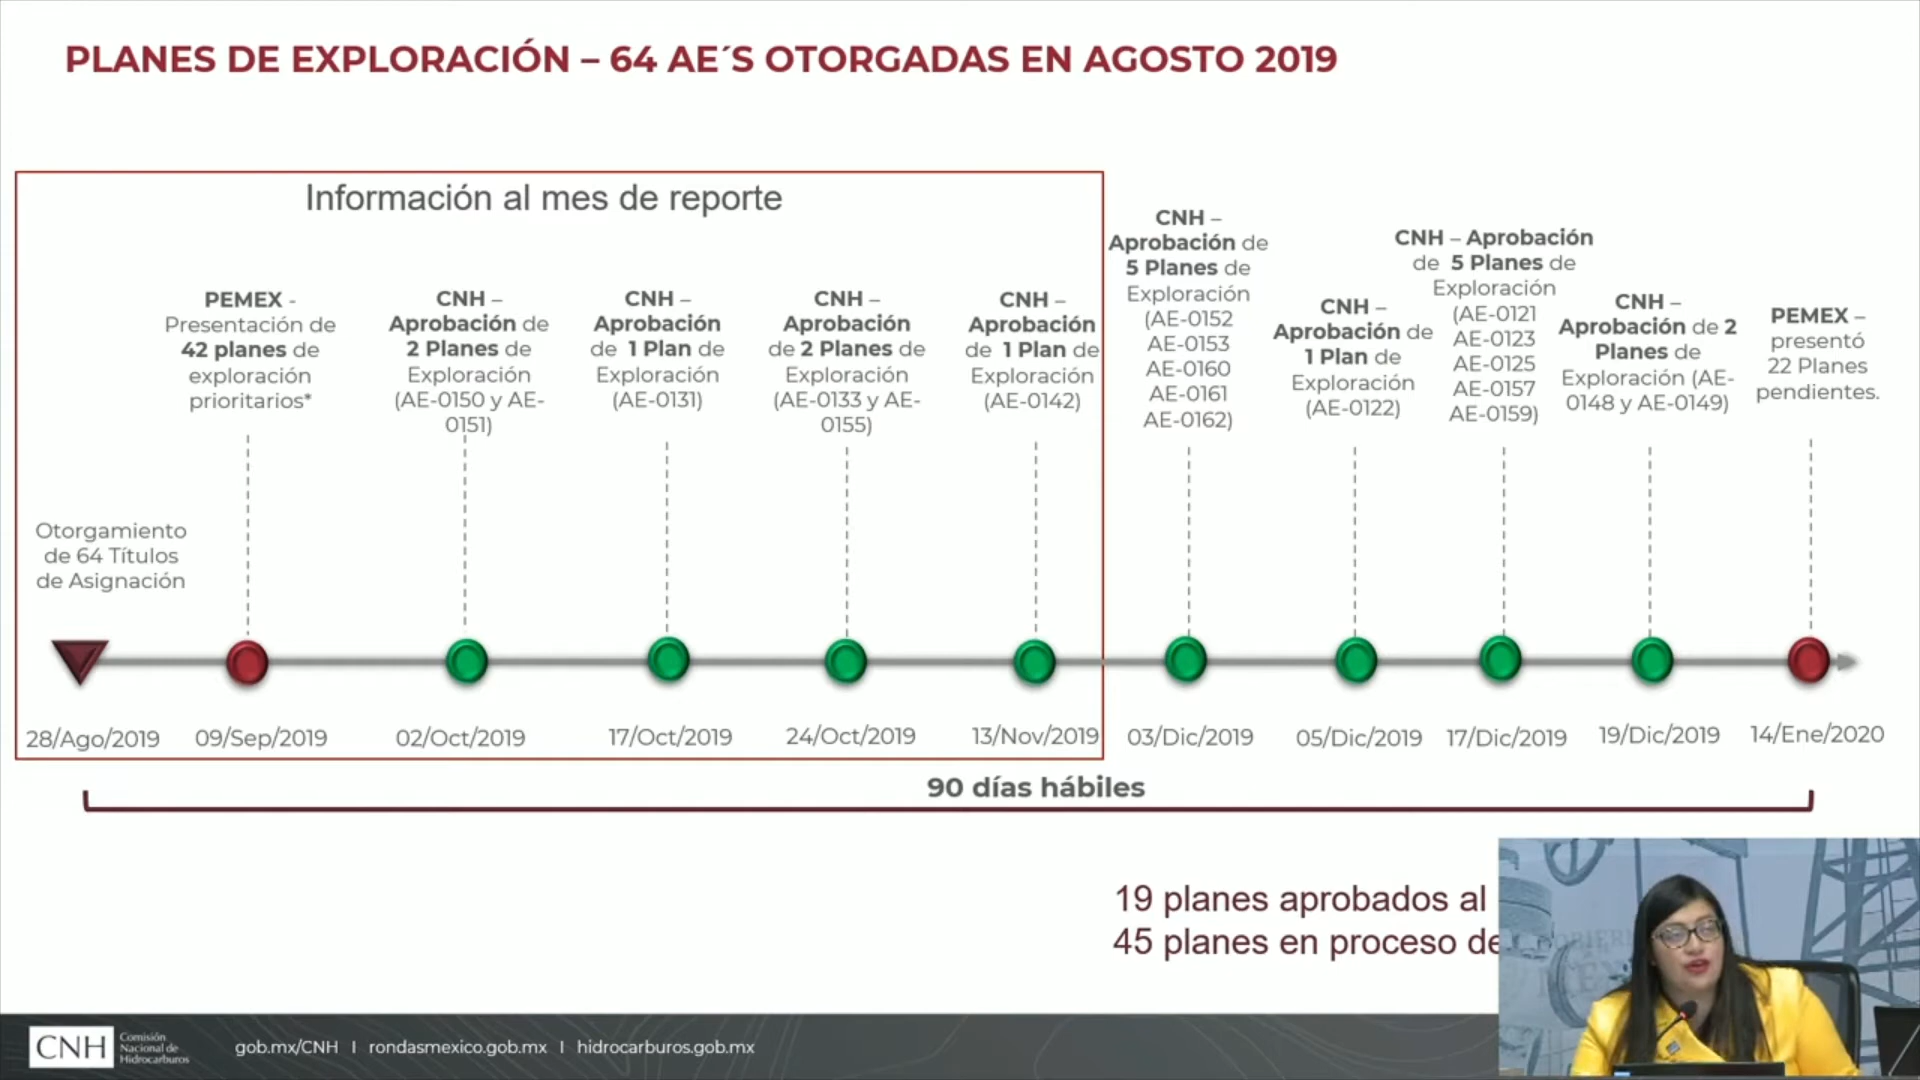 PLANES DE EXPLORACIÓN – 64 AE´S OTORGADAS EN AGOSTO 2019
Información al mes de reporte
Otorgamiento
de 64 Títulos
de Asignación
PEMEX -
Presentación de
42 planes de
exploración
prioritarios*
CNH –
Aprobación de
2 Planes de
Exploración
(AE-0150 y AE-
0151)
CNH –
Aprobación
de 1 Plan de
Exploración
(AE-0131)
CNH –
Aprobación
de 2 Planes de
Exploración
(AE-0133 y AE-
0155)
CNH –
Aprobación
de 1 Plan de
Exploración
(AE-0142)
CNH –
Aprobación de
5 Planes de
Exploración
(AE-0152
AE-0153
AE-0160
AE-0161
AE-0162)
CNH –
Aprobación de
1 Plan de
Exploración
(AE-0122)
CNH – Aprobación
de 5 Planes de
Exploración
(AE-0121
AE-0123
AE-0125
AE-0157
AE-0159)
CNH –
Aprobación de 2
Planes de
Exploración (AE-
0148 y AE-0149)
PEMEX –
presentó
22 Planes
pendientes.
28/Ago/2019
09/Sep/2019
02/Oct/2019
17/Oct/2019
24/Oct/2019
13/Nov/2019
03/Dic/2019
05/Dic/2019
17/Dic/2019
19/Dic/2019
14/Ene/2020
90 días hábiles
19 planes aprobados al
45 planes en proceso de
CNH
Comisión
Nacional de
Hidrocarburos
gob.mx/CNH I rondasmexico.gob.mx I hidrocarburos.gob.mx